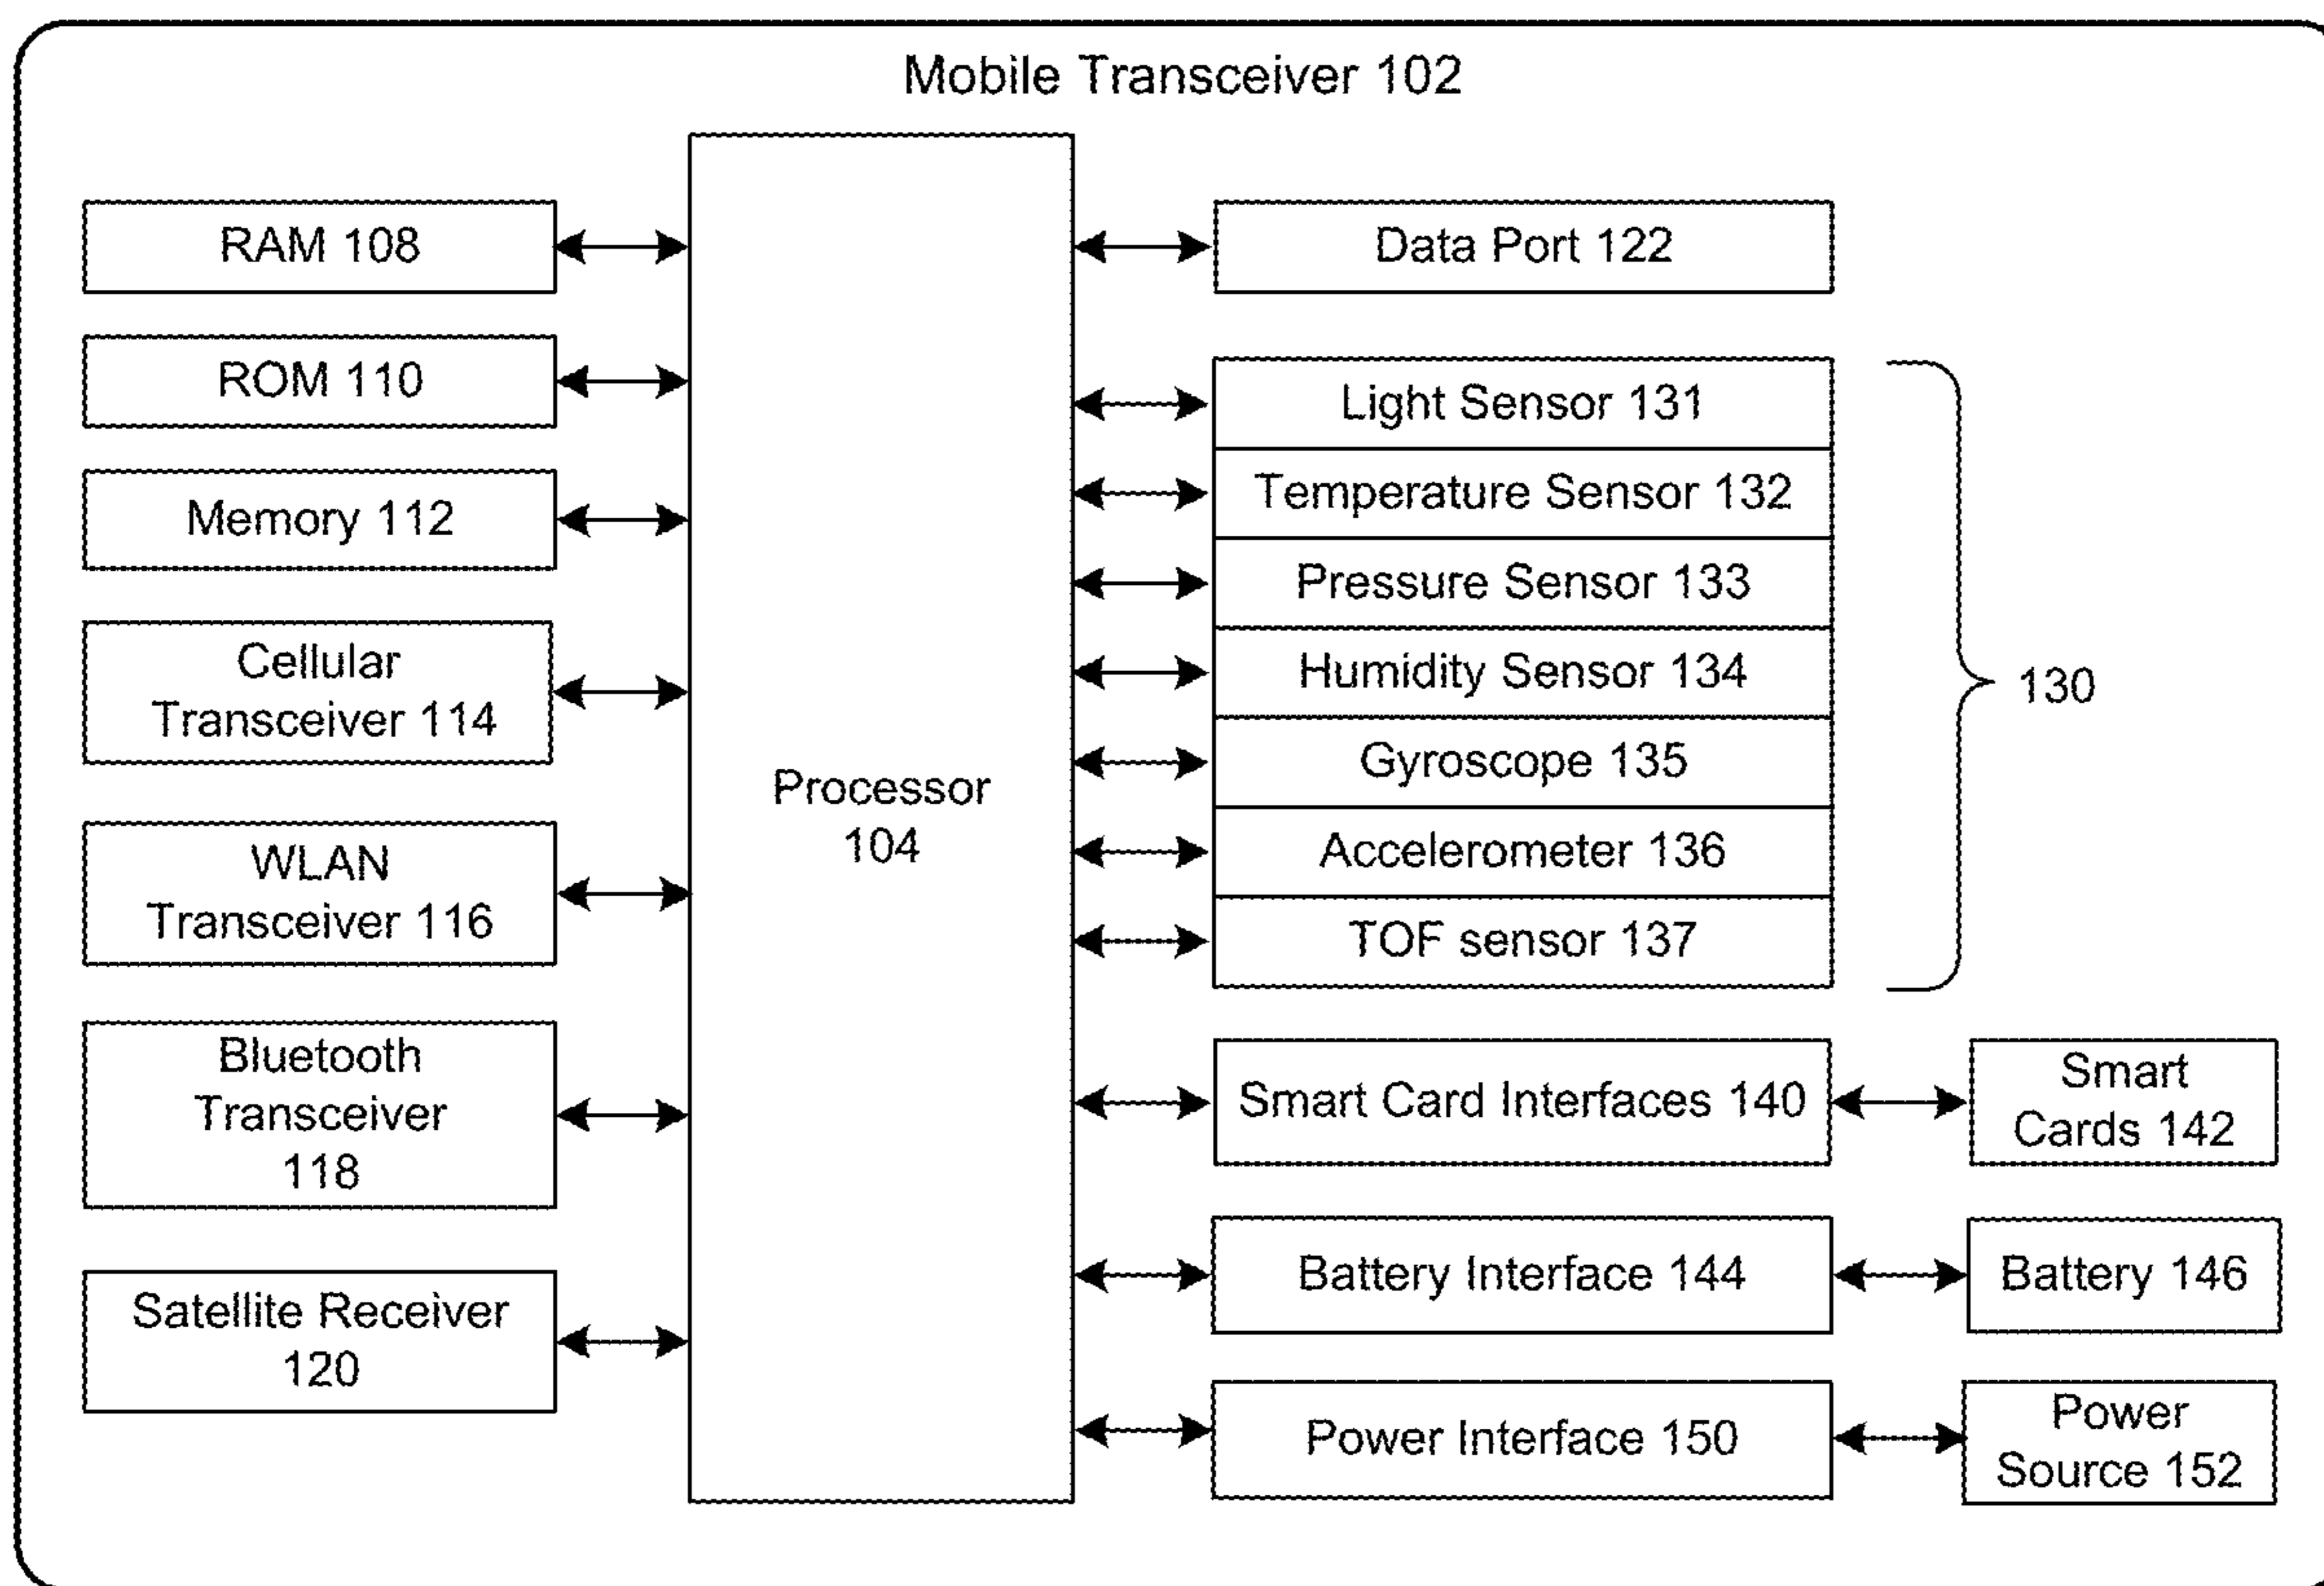 Mobile Transceiver 102
RAM 108
ROM 110
Memory 112
Cellular
Transceiver 114
WLAN
Transceiver 116
Bluetooth
Transceiver
118
Satellite Receiver
120
Processor
104
Data Port 122
Light Sensor 131
Temperature Sensor 132
Pressure Sensor 133
Humidity Sensor 134
Gyroscope 135
Accelerometer 136
TOF sensor 137
130
Smart Card Interfaces 140
Smart
Cards 142
Battery Interface 144
Battery 146
Power Interface 150
Power
Source 152